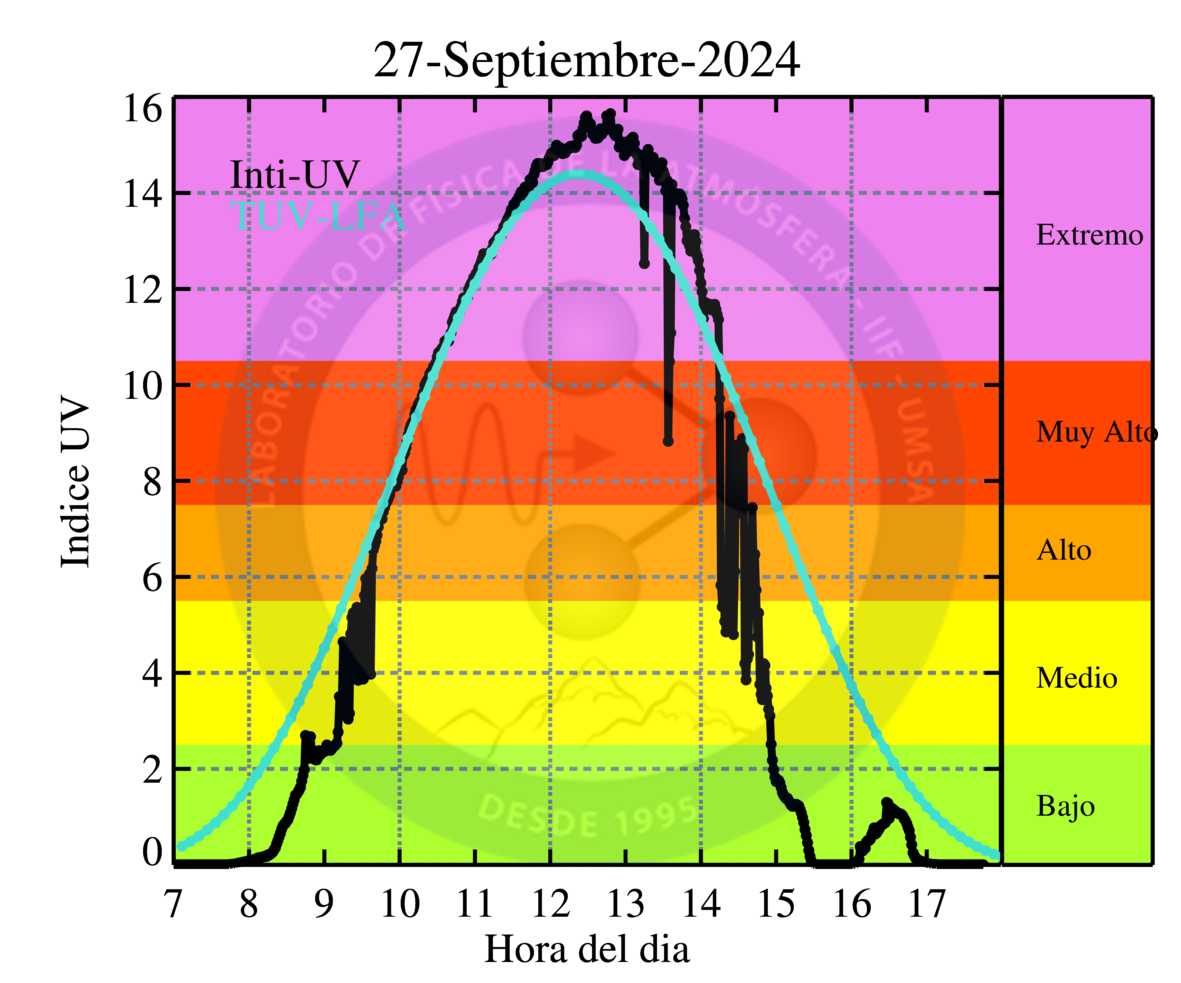 27-Septiembre-2024
Inti-UV
TUV-LFA
LABORATORIO DE FÍSICA DE LA ATMÓSFERA - IIF - UMSA
DESDE 1995
Indice UV
16
14
12
10
8
6
4
2
0
Extremo
Muy Alto
Alto
Medio
Bajo
7 8 9 10 11 12 13 14 15 16 17
Hora del dia